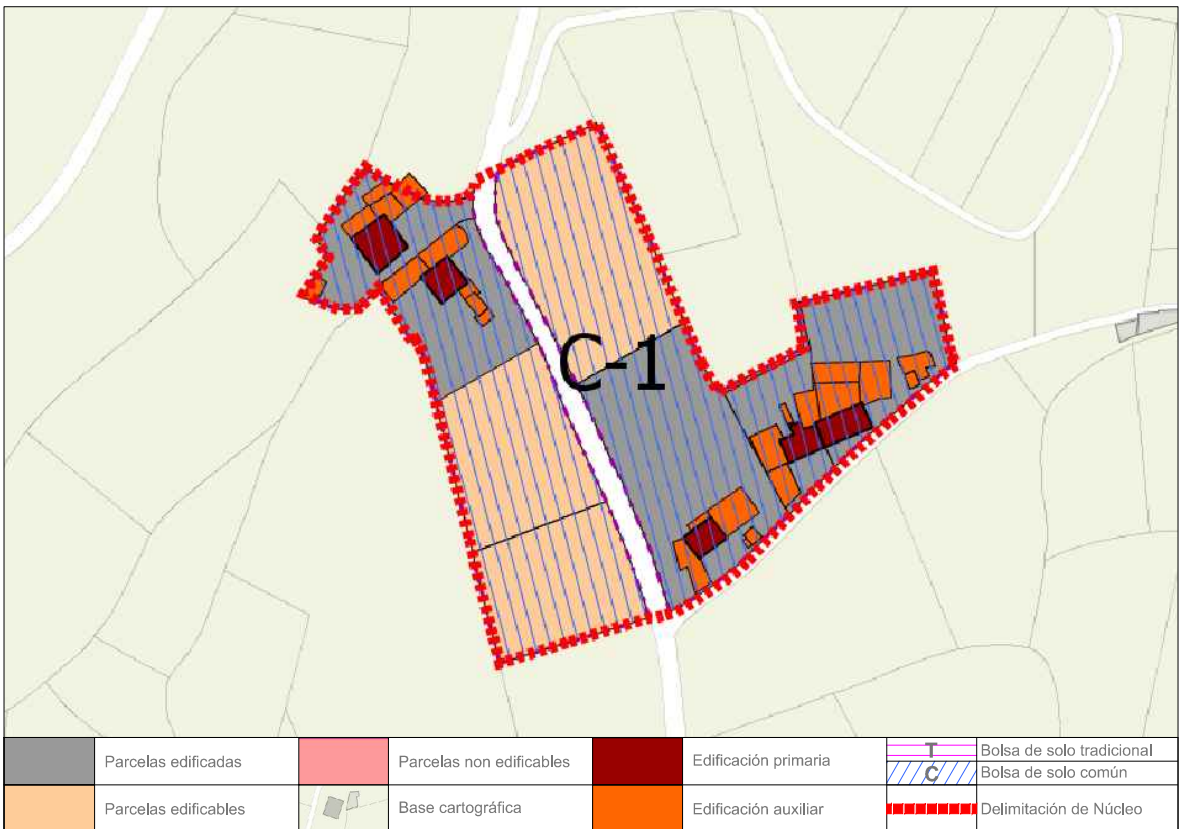 C-1
Parcelas edificadas
Parcelas non edificables
Edificación primaria
T
Bolsa de solo tradicional
C
Bolsa de solo común
Parcelas edificables
Base cartográfica
Edificación auxiliar
Delimitación de Núcleo